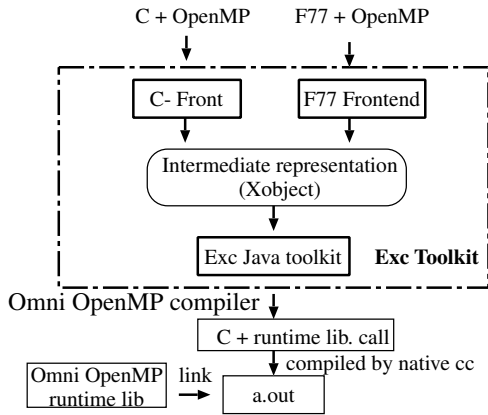 C + OpenMP
F77 + OpenMP
C- Front
F77 Frontend
Intermediate representation
(Xobject)
Exc Java toolkit
Exc Toolkit
Omni OpenMP compiler
C + runtime lib. call
compiled by native cc
Omni OpenMP
runtime lib
link
a.out